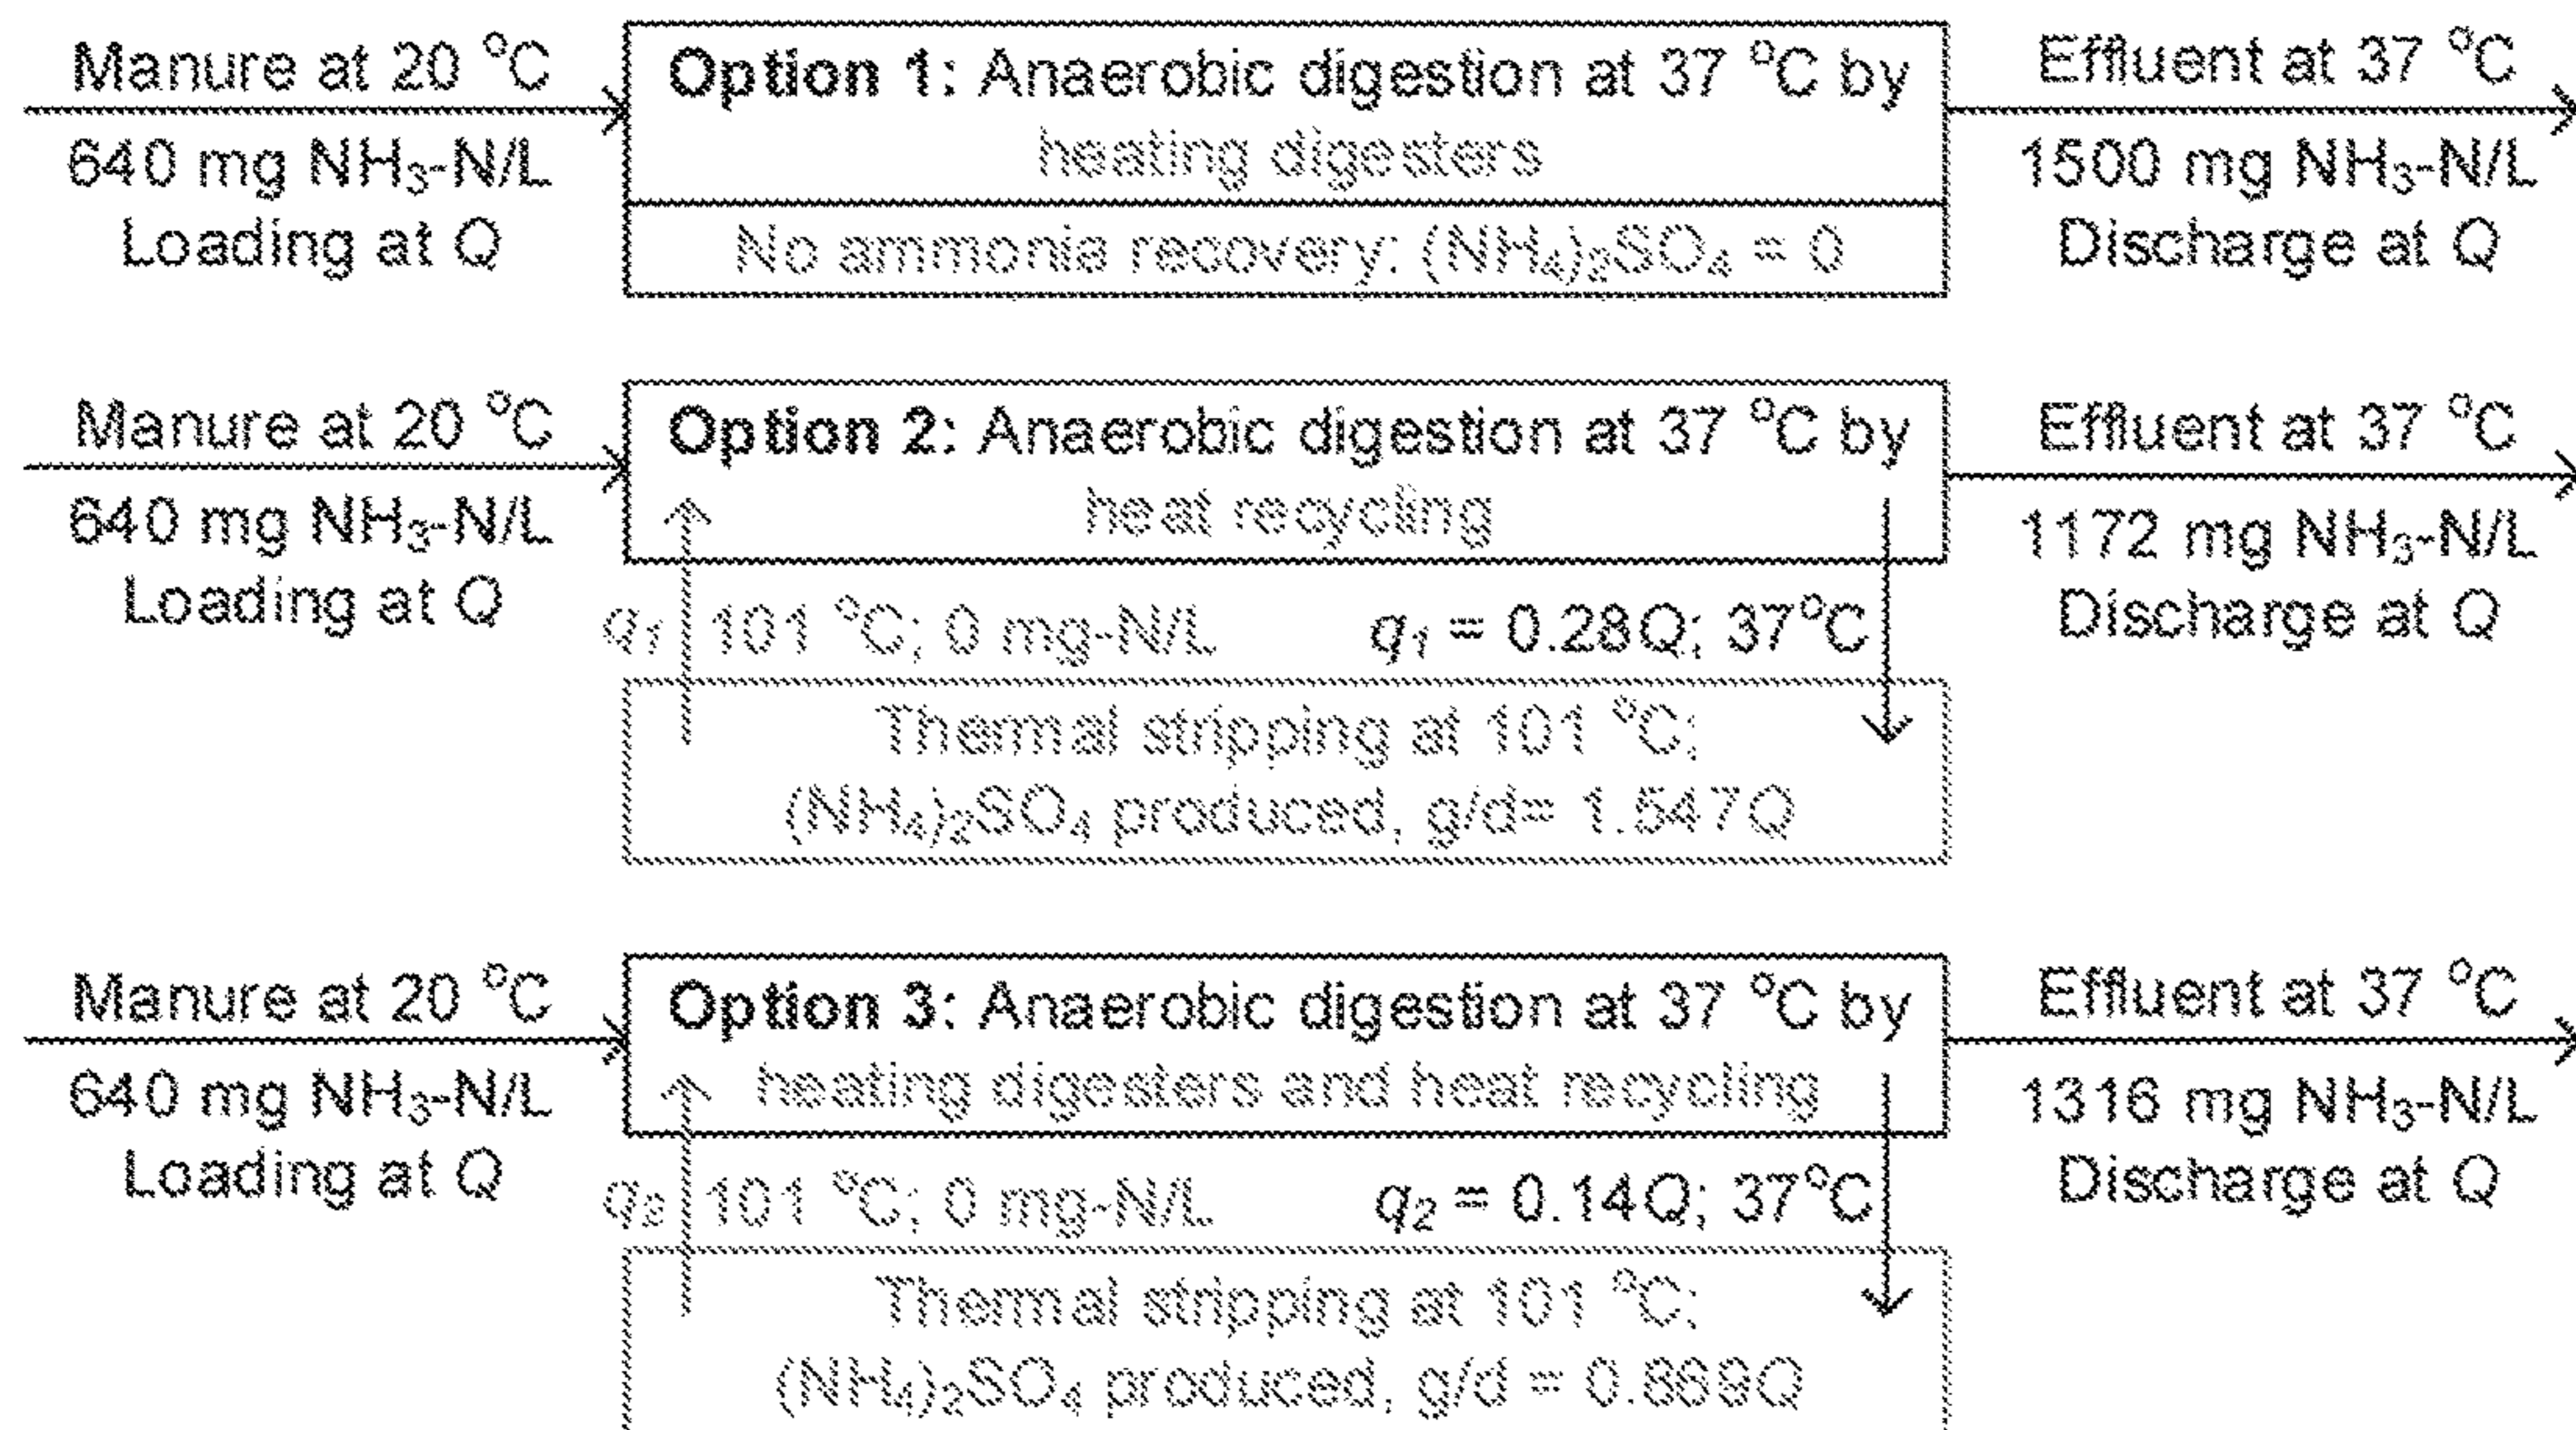 Manure at 20 °C
640 mg NH₃-N/L
Loading at Q
Option 1: Anaerobic digestion at 37 °C by
heating digesters
No ammonia recovery: (NH₄)₂SO₄ = 0
Effluent at 37 °C
1500 mg NH₃-N/L
Discharge at Q
Manure at 20 °C
640 mg NH₃-N/L
Loading at Q
Option 2: Anaerobic digestion at 37 °C by
heat recycling
q₁ 101 °C; 0 mg-N/L
q₁ = 0.28Q; 37°C
Thermal stripping at 101 °C;
(NH₄)₂SO₄ produced, g/d= 1.547Q
Effluent at 37 °C
1172 mg NH₃-N/L
Discharge at Q
Manure at 20 °C
640 mg NH₃-N/L
Loading at Q
Option 3: Anaerobic digestion at 37 °C by
heating digesters and heat recycling
q₂ 101 °C; 0 mg-N/L
q₂ = 0.14Q; 37°C
Thermal stripping at 101 °C;
(NH₄)₂SO₄ produced, g/d = 0.869Q
Effluent at 37 °C
1316 mg NH₃-N/L
Discharge at Q